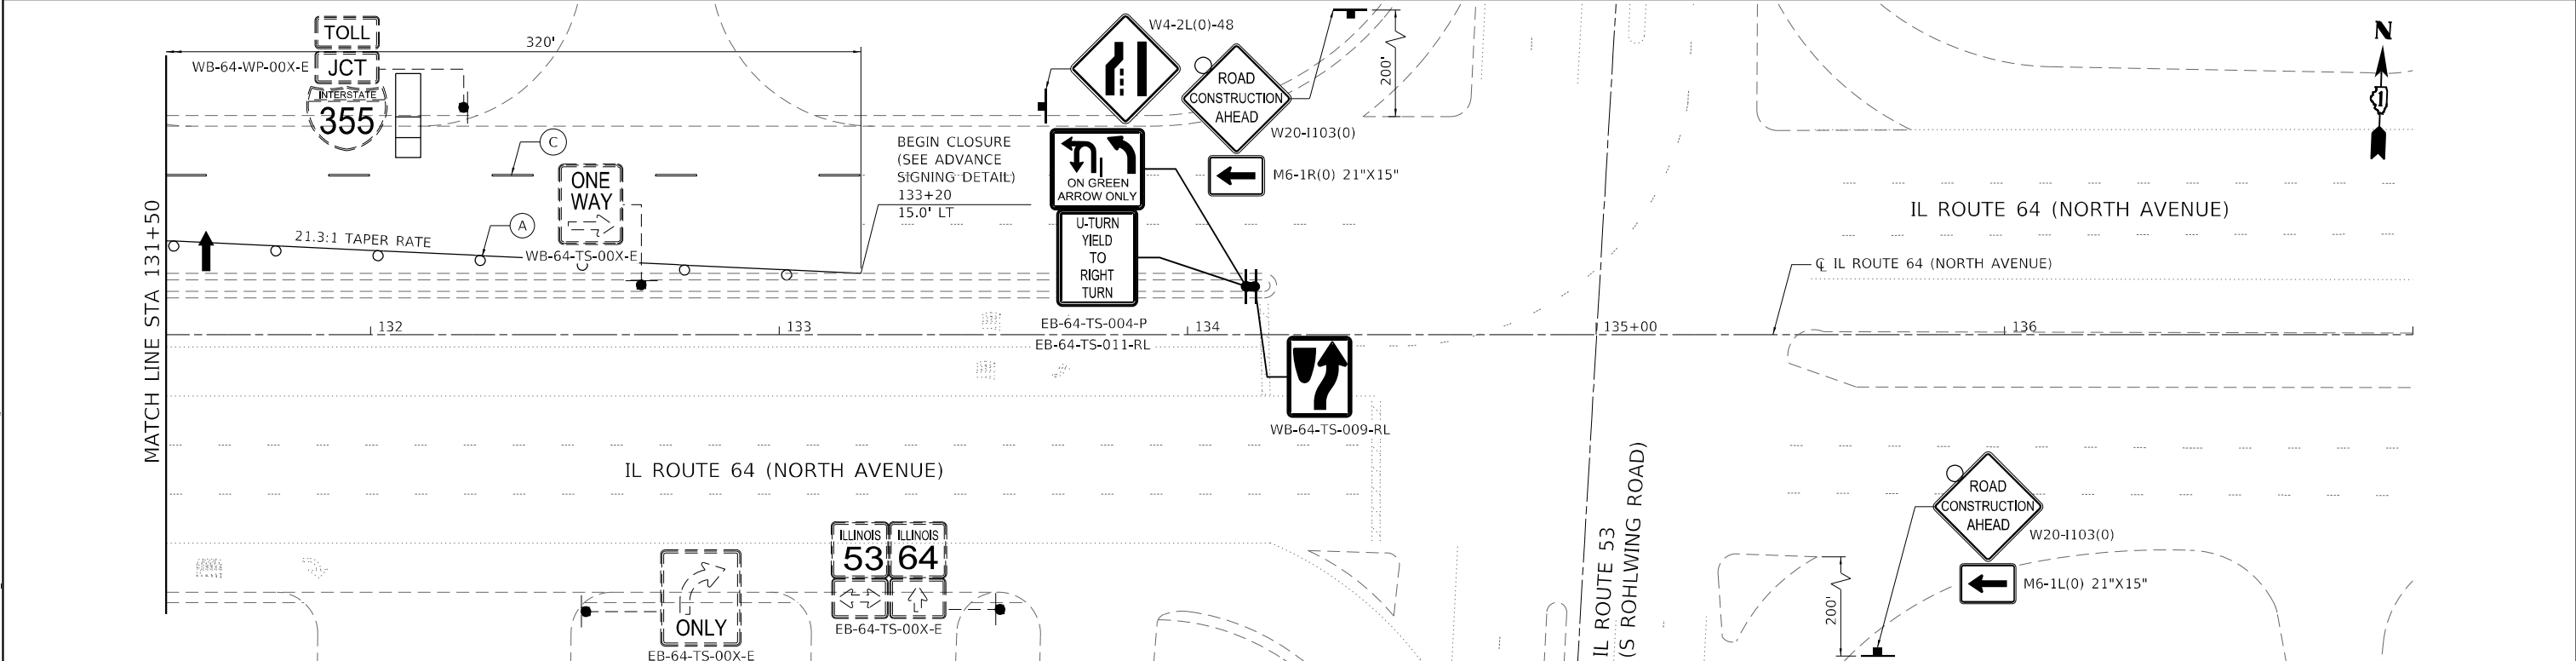 TOLL
JCT
INTERSTATE
355
WB-64-WP-00X-E
320'
C
ONE
WAY
A
WB-64-TS-00X-E
21.3:1 TAPER RATE
MATCH LINE STA 131+50
BEGIN CLOSURE
(SEE ADVANCE
SIGNING DETAIL)
133+20
15.0' LT
W4-2L(O)-48
ROAD
CONSTRUCTION
AHEAD
W20-I103(O)
M6-1R(O) 21"X15"
200'
ON GREEN
ARROW ONLY
U-TURN
YIELD
TO
RIGHT
TURN
EB-64-TS-004-P
EB-64-TS-011-RL
WB-64-TS-009-RL
N
1
IL ROUTE 64 (NORTH AVENUE)
℄ IL ROUTE 64 (NORTH AVENUE)
132
133
134
135+00
136
IL ROUTE 64 (NORTH AVENUE)
IL ROUTE 53
(S ROHLWING ROAD)
ILLINOIS
53
ILLINOIS
64
EB-64-TS-00X-E
ONLY
EB-64-TS-00X-E
ROAD
CONSTRUCTION
AHEAD
W20-I103(O)
M6-1L(O) 21"X15"
200'